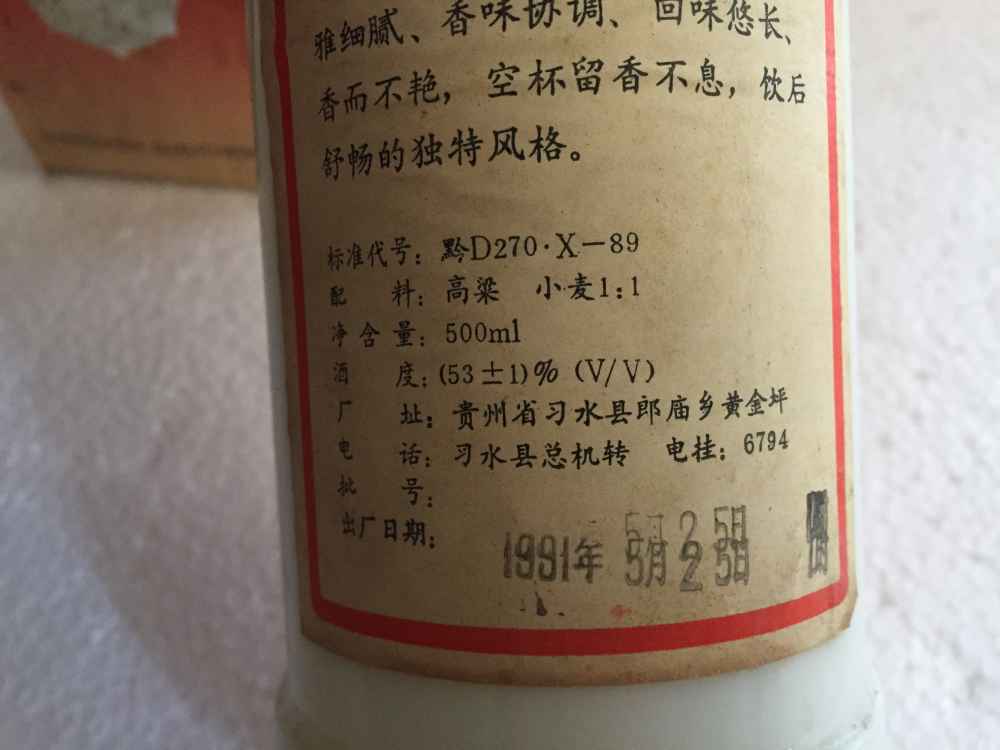 雅细腻、香味协调、回味悠长、
香而不艳，空杯留香不息，饮后
舒畅的独特风格。
标准代号：黔D270·X－89
配料：高粱 小麦1:1
净含量：500ml
酒度：(53±1)%（V/V）
厂址：贵州省习水县郎庙乡黄金坪
电话：习水县总机转 电挂：6794
批号：
出厂日期：
5月25日
1991年5月25日